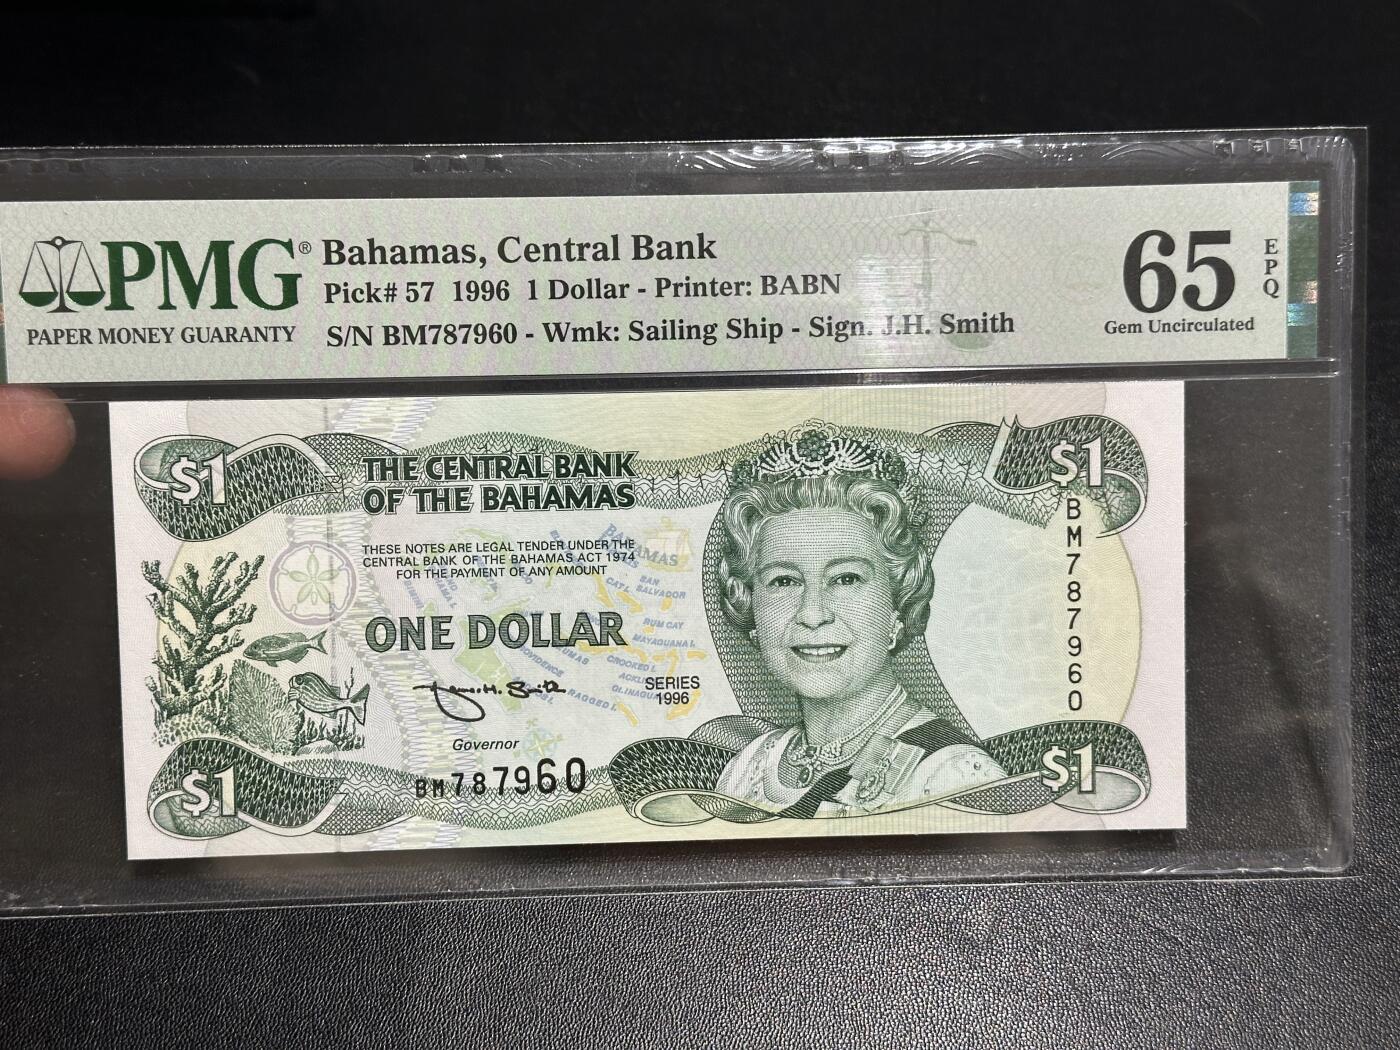 PMG®
PAPER MONEY GUARANTY
Bahamas, Central Bank
Pick# 57 1996 1 Dollar - Printer: BABN
S/N BM787960 - Wmk: Sailing Ship - Sign. J.H. Smith
65
EPQ
Gem Uncirculated
$1
$1
THE CENTRAL BANK
OF THE BAHAMAS
BM787960
THESE NOTES ARE LEGAL TENDER UNDER THE
CENTRAL BANK OF THE BAHAMAS ACT 1974
FOR THE PAYMENT OF ANY AMOUNT
BAHAMAS
SAN
SALVADOR
CAT I.
RUM CAY
MAYAGUANA I.
CROOKED I.
RAGGED I.
ONE DOLLAR
SERIES
1996
Governor
BM787960
$1
$1